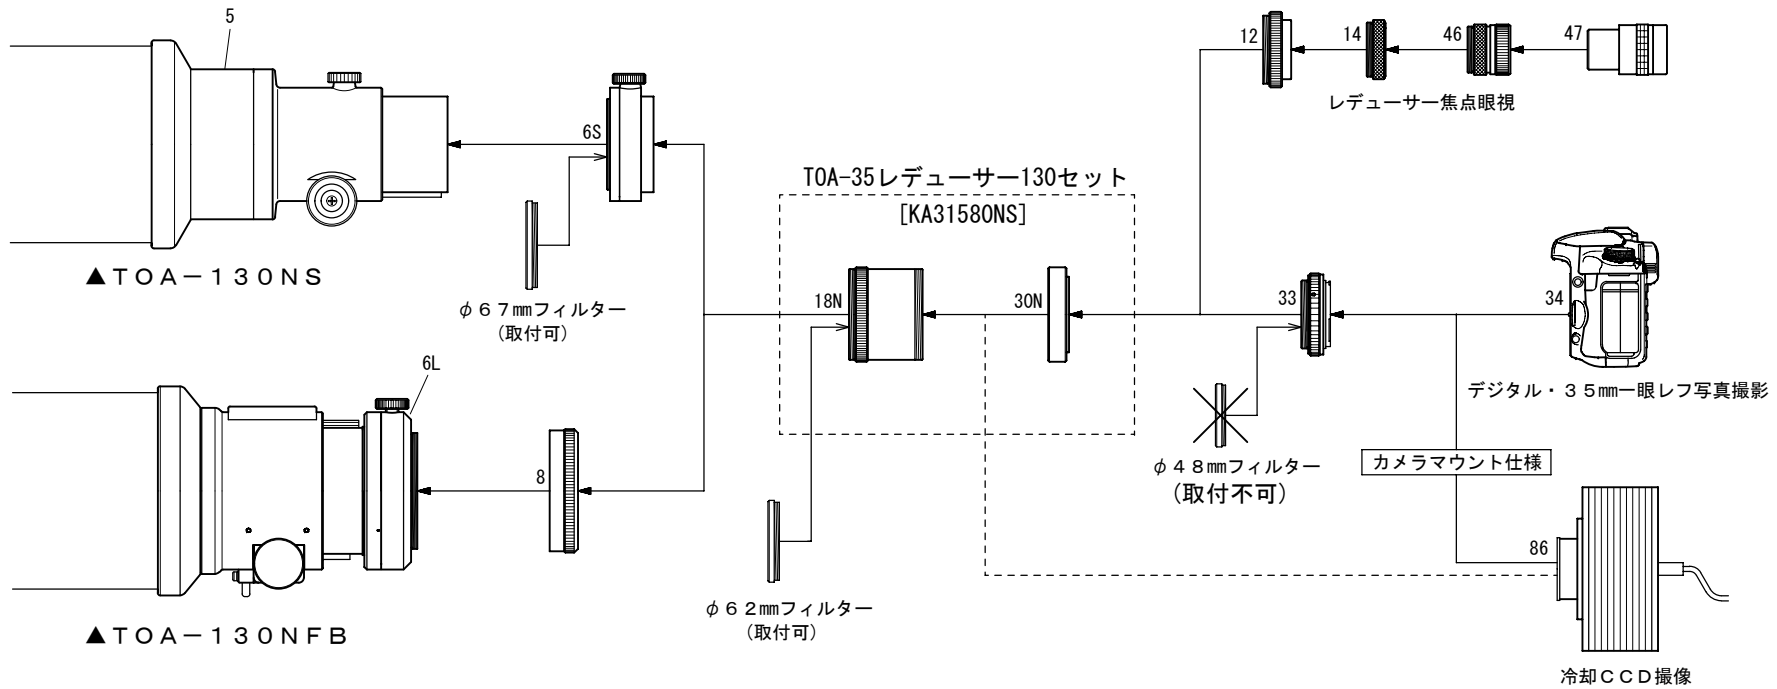 5
6S
▲TOA-130NS
φ67㎜フィルター
(取付可)
6L
8
▲TOA-130NFB
TOA-35レデューサー130セット
[KA31580NS]
18N
30N
φ62㎜フィルター
(取付可)
12
14
46
47
レデューサー焦点眼視
33
34
デジタル・35㎜一眼レフ写真撮影
φ48㎜フィルター
(取付不可)
カメラマウント仕様
86
冷却CCD撮像